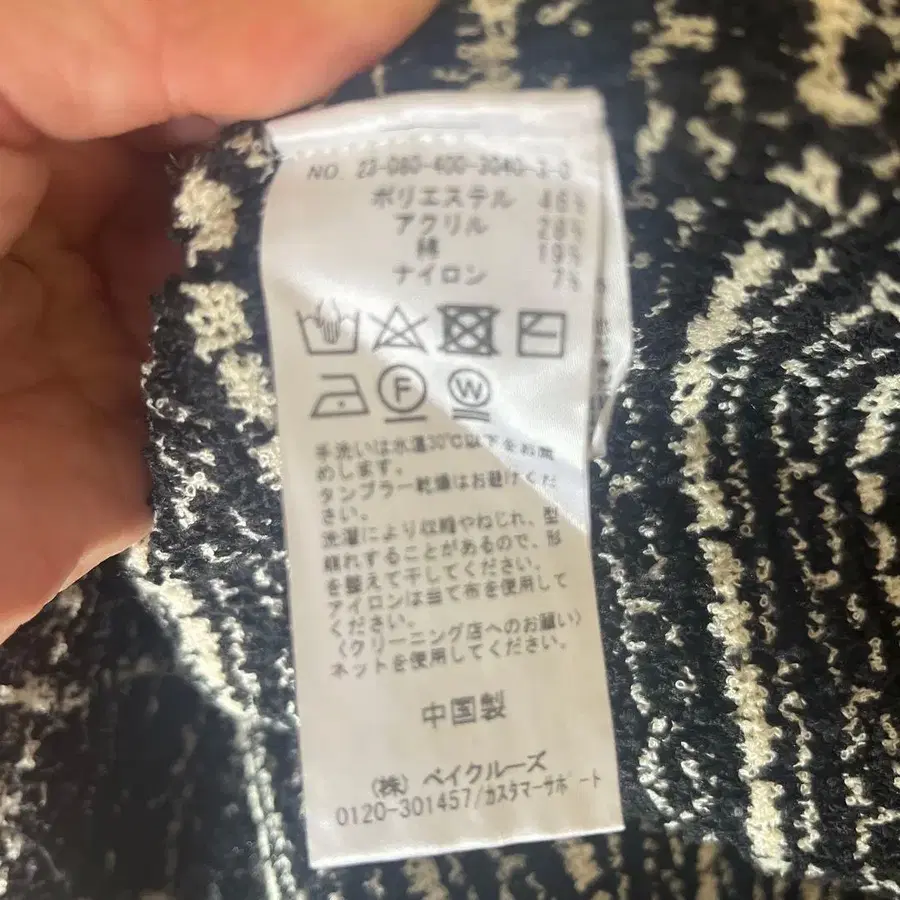 NO. 23-080-400-3040-3-0
ポリエステル 46%
アクリル 28%
綿 19%
ナイロン 7%
F W
手洗いは水温30℃以下をお勧
めします。
タンブラー乾燥はお避けくだ
さい。
洗濯により収縮やねじれ、型
崩れすることがあるので、形
を整えて干してください。
アイロンは当て布を使用して
ください。
〈クリーニング店へのお願い〉
ネットを使用してください。
中国製
(株) ベイクルーズ
0120-301457/カスタマーサポート